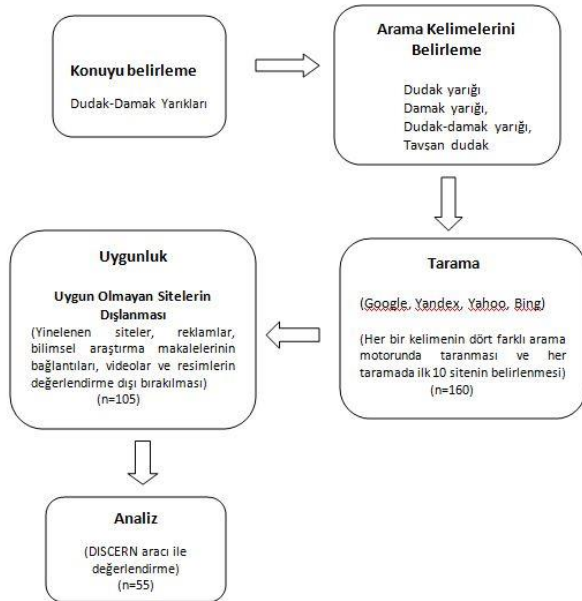 Konuyu belirleme
Dudak-Damak Yarıkları
Arama Kelimelerini
Belirleme
Dudak yarığı
Damak yarığı,
Dudak-damak yarığı,
Tavşan dudak
Tarama
(Google, Yandex, Yahoo, Bing)
(Her bir kelimenin dört farklı arama
motorunda taranması ve her
taramada ilk 10 sitenin belirlenmesi)
(n=160)
Uygunluk
Uygun Olmayan Sitelerin
Dışlanması
(Yinelenen siteler, reklamlar,
bilimsel araştırma makalelerinin
bağlantıları, videolar ve resimlerin
değerlendirme dışı bırakılması)
(n=105)
Analiz
(DISCERN aracı ile
değerlendirme)
(n=55)